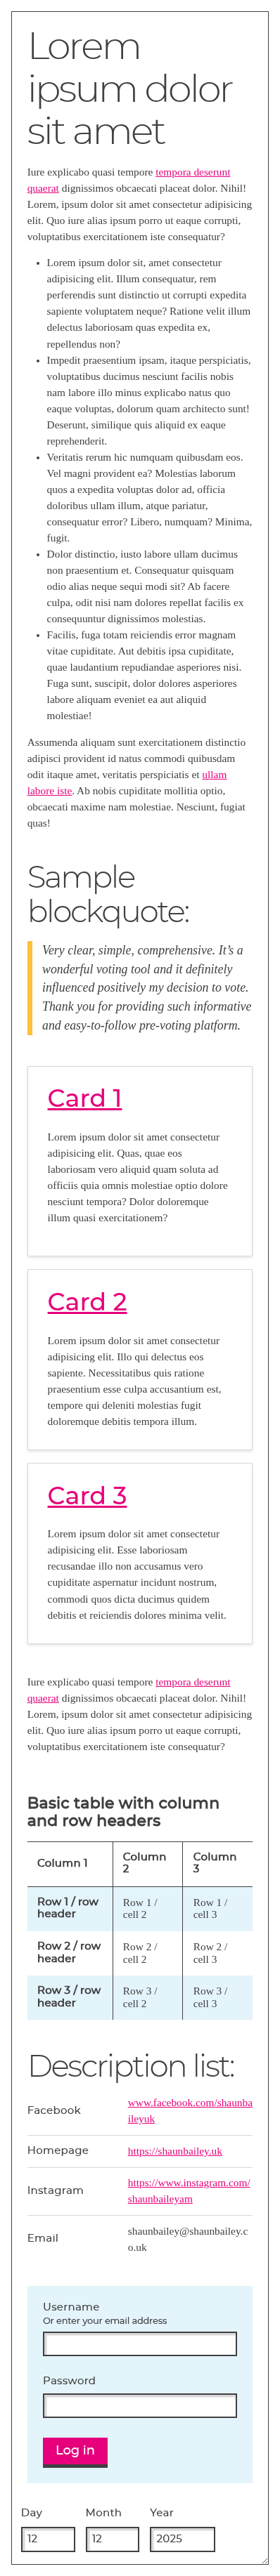 Lorem
ipsum dolor
sit amet
Iure explicabo quasi tempore tempora deserunt
quaerat dignissimos obcaecati placeat dolor. Nihil!
Lorem, ipsum dolor sit amet consectetur adipisicing
elit. Quo iure alias ipsum porro ut eaque corrupti,
voluptatibus exercitationem iste consequatur?
• Lorem ipsum dolor sit, amet consectetur
adipisicing elit. Illum consequatur, rem
perferendis sunt distinctio ut corrupti expedita
sapiente voluptatem neque? Ratione velit illum
delectus laboriosam quas expedita ex,
repellendus non?
• Impedit praesentium ipsam, itaque perspiciatis,
voluptatibus ducimus nesciunt facilis nobis
nam labore illo minus explicabo natus quo
eaque voluptas, dolorum quam architecto sunt!
Deserunt, similique quis aliquid ex eaque
reprehenderit.
• Veritatis rerum hic numquam quibusdam eos.
Vel magni provident ea? Molestias laborum
quos a expedita voluptas dolor ad, officia
doloribus ullam illum, atque pariatur,
consequatur error? Libero, numquam? Minima,
fugit.
• Dolor distinctio, iusto labore ullam ducimus
non praesentium et. Consequatur quisquam
odio alias neque sequi modi sit? Ab facere
culpa, odit nisi nam dolores repellat facilis ex
consequuntur dignissimos molestias.
• Facilis, fuga totam reiciendis error magnam
vitae cupiditate. Aut debitis ipsa cupiditate,
quae laudantium repudiandae asperiores nisi.
Fuga sunt, suscipit, dolor dolores asperiores
labore aliquam eveniet ea aut aliquid
molestiae!
Assumenda aliquam sunt exercitationem distinctio
adipisci provident id natus commodi quibusdam
odit itaque amet, veritatis perspiciatis et ullam
labore iste. Ab nobis cupiditate mollitia optio,
obcaecati maxime nam molestiae. Nesciunt, fugiat
quas!
Sample
blockquote:
Very clear, simple, comprehensive. It’s a
wonderful voting tool and it definitely
influenced positively my decision to vote.
Thank you for providing such informative
and easy-to-follow pre-voting platform.
Card 1
Lorem ipsum dolor sit amet consectetur
adipisicing elit. Quas, quae eos
laboriosam vero aliquid quam soluta ad
officiis quia omnis molestiae optio dolore
nesciunt tempora? Dolor doloremque
illum quasi exercitationem?
Card 2
Lorem ipsum dolor sit amet consectetur
adipisicing elit. Illo qui delectus eos
sapiente. Necessitatibus quis ratione
praesentium esse culpa accusantium est,
tempore qui deleniti molestias fugit
doloremque debitis tempora illum.
Card 3
Lorem ipsum dolor sit amet consectetur
adipisicing elit. Esse laboriosam
recusandae illo non accusamus vero
cupiditate aspernatur incidunt nostrum,
commodi quos dicta ducimus quidem
debitis et reiciendis dolores minima velit.
Iure explicabo quasi tempore tempora deserunt
quaerat dignissimos obcaecati placeat dolor. Nihil!
Lorem, ipsum dolor sit amet consectetur adipisicing
elit. Quo iure alias ipsum porro ut eaque corrupti,
voluptatibus exercitationem iste consequatur?
Basic table with column
and row headers
Column 1 Column 2 Column 3
Row 1 / row header Row 1 / cell 2 Row 1 / cell 3
Row 2 / row header Row 2 / cell 2 Row 2 / cell 3
Row 3 / row header Row 3 / cell 2 Row 3 / cell 3
Description list:
Facebook www.facebook.com/shaunbaileyuk
Homepage https://shaunbailey.uk
Instagram https://www.instagram.com/shaunbaileyam
Email shaunbailey@shaunbailey.co.uk
Username
Or enter your email address
Password
Log in
Day Month Year
12 12 2025